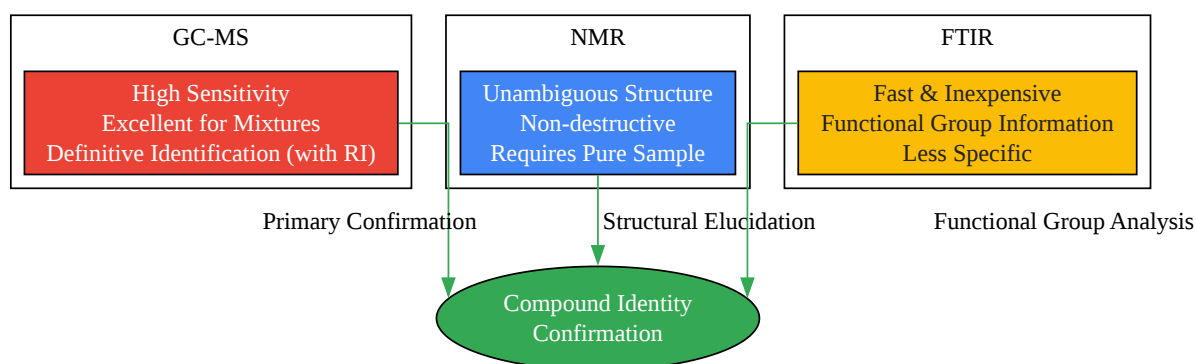 GC-MS
High Sensitivity
Excellent for Mixtures
Definitive Identification (with RI)
NMR
Unambiguous Structure
Non-destructive
Requires Pure Sample
FTIR
Fast & Inexpensive
Functional Group Information
Less Specific
Primary Confirmation
Structural Elucidation
Functional Group Analysis
Compound Identity
Confirmation